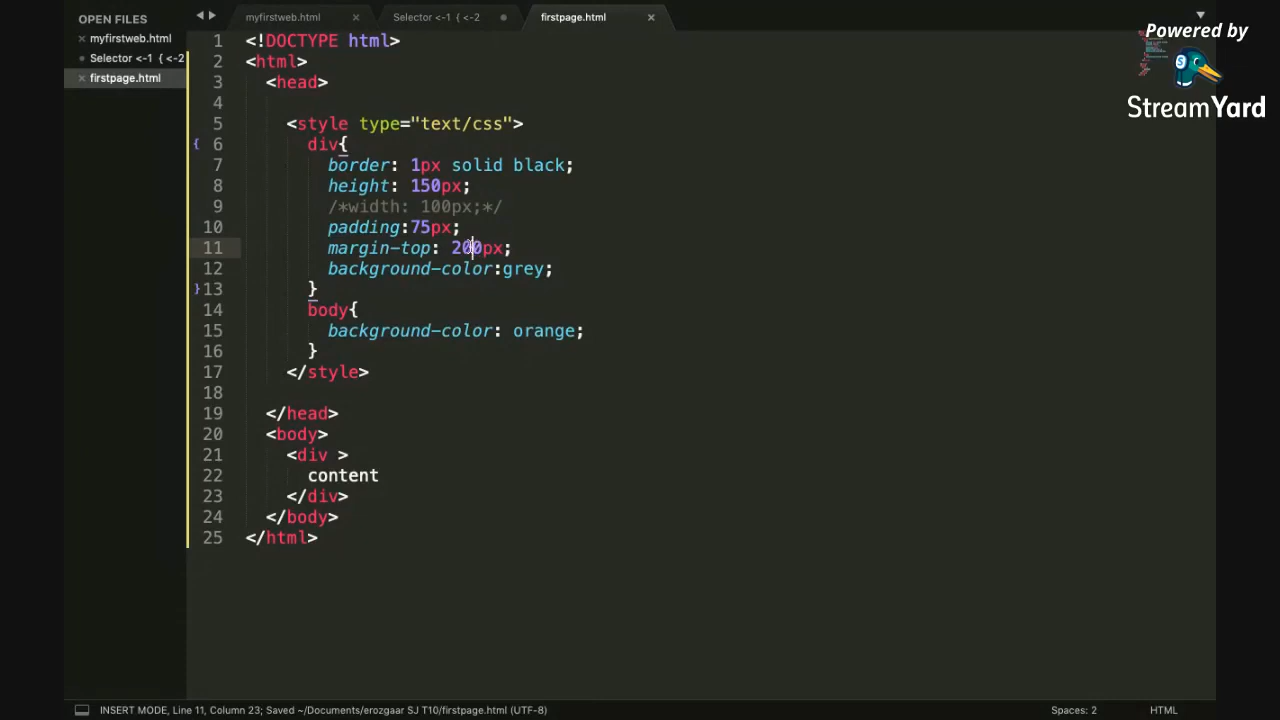 OPEN FILES
myfirstweb.html
Selector <-1 { <-2
firstpage.html
myfirstweb.html
Selector <-1 { <-2
firstpage.html
Powered by
StreamYard
1 <!DOCTYPE html>
2 <html>
3 <head>
4
5 <style type="text/css">
6 div{
7 border: 1px solid black;
8 height: 150px;
9 /*width: 100px;*/
10 padding:75px;
11 margin-top: 200px;
12 background-color:grey;
13 }
14 body{
15 background-color: orange;
16 }
17 </style>
18
19 </head>
20 <body>
21 <div >
22 content
23 </div>
24 </body>
25 </html>
INSERT MODE, Line 11, Column 23; Saved ~/Documents/erozgaar SJ T10/firstpage.html (UTF-8)
Spaces: 2
HTML